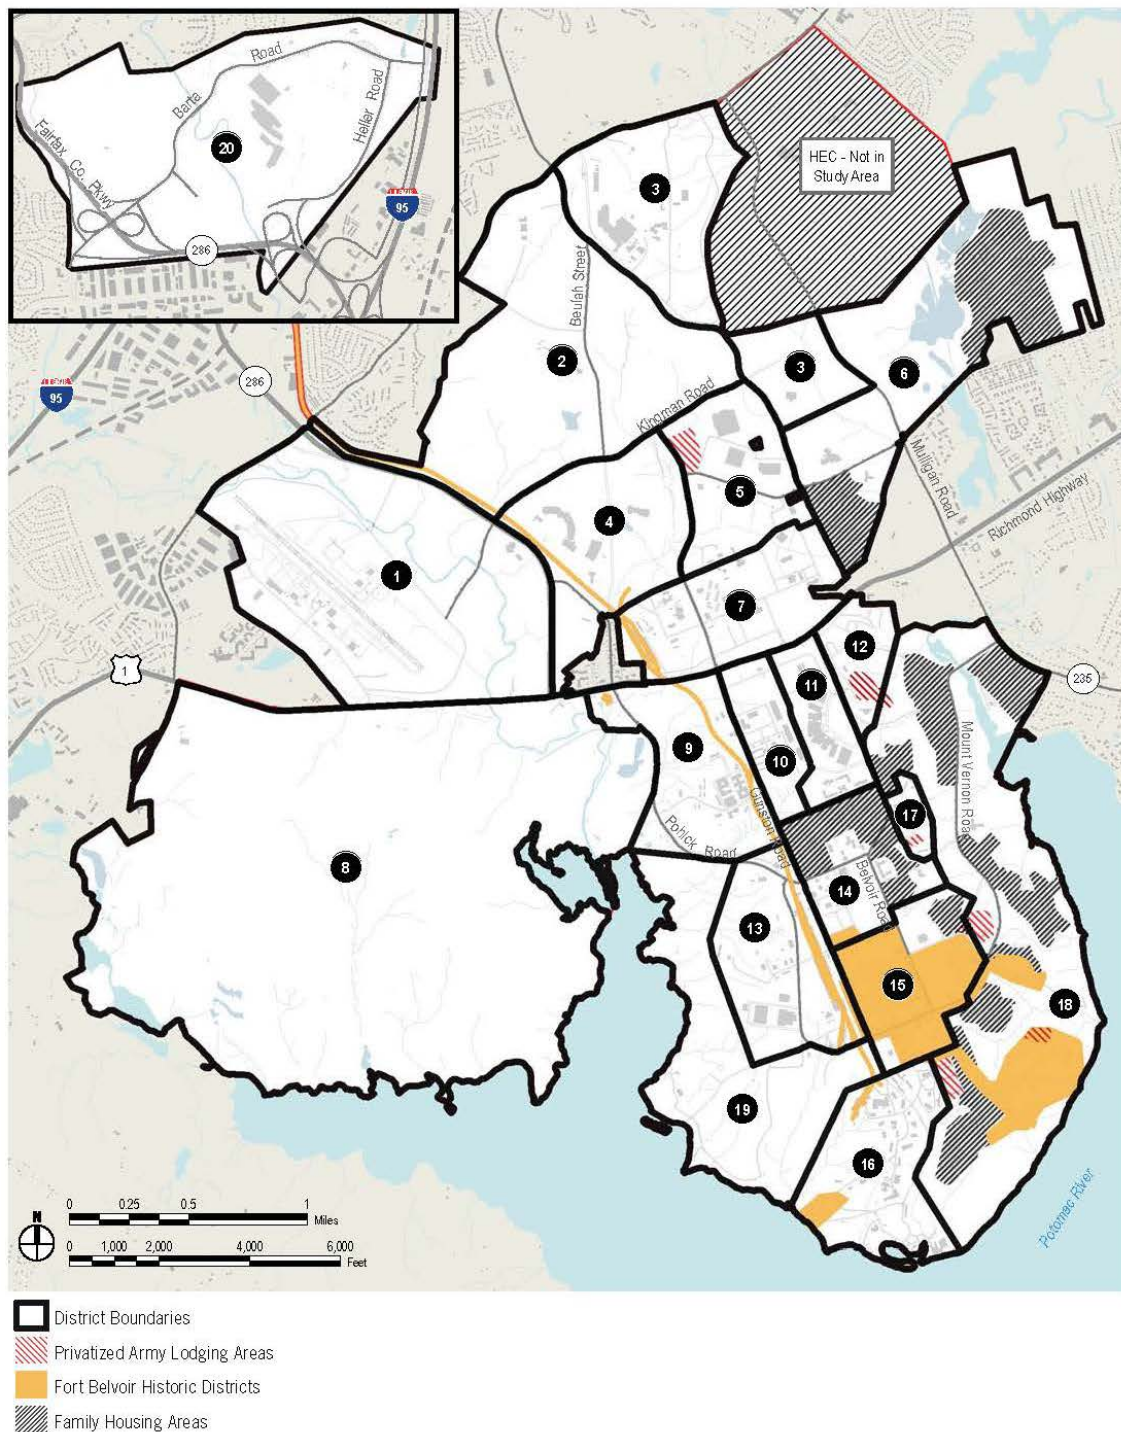 Barta
Road
Heller Road
Fairfax Co. Pkwy
20
286
95
HEC - Not in
Study Area
3
Beulah Street
2
286
95
3
6
Kingman Road
Mulligan Road
Richmond Highway
5
4
1
7
12
1
11
235
9
Mount Vernon Road
10
17
Gunston Road
Pohick Road
8
14
Belvoir Road
13
15
18
19
16
Potomac River
N
0 0.25 0.5 1
Miles
0 1,000 2,000 4,000 6,000
Feet
District Boundaries
Privatized Army Lodging Areas
Fort Belvoir Historic Districts
Family Housing Areas